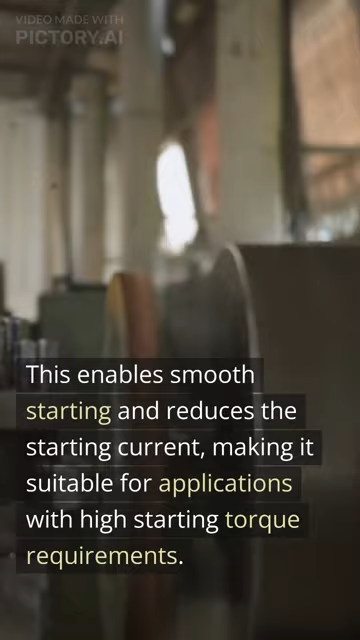 VIDEO MADE WITH
PICTORY.AI
This enables smooth
starting and reduces the
starting current, making it
suitable for applications
with high starting torque
requirements.